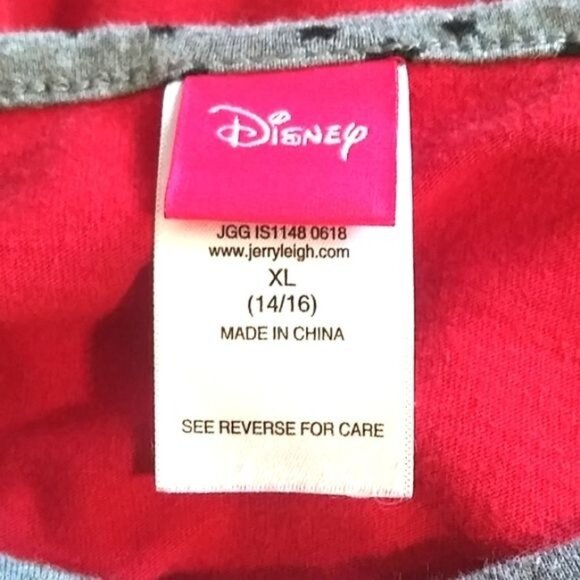 Disney
JGG IS1148 0618
www.jerryleigh.com
XL
(14/16)
MADE IN CHINA
SEE REVERSE FOR CARE